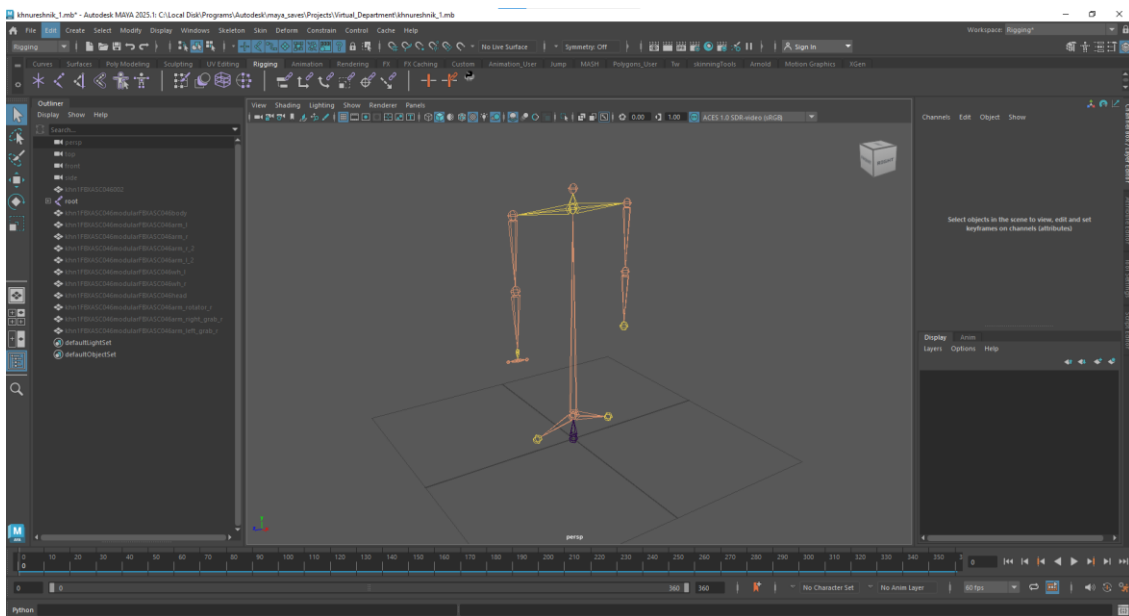 khnureshnik_1.mb* - Autodesk MAYA 2025.1: C:\Local Disk\Programs\Autodesk\maya_saves\Projects\Virtual_Department\khnureshnik_1.mb
File Edit Create Select Modify Display Windows Skeleton Skin Deform Constrain Control Cache Help
Workspace: Rigging*
Rigging
No Live Surface
Symmetry: Off
Sign In
Curves Surfaces Poly Modeling Sculpting UV Editing Rigging Animation Rendering FX FX Caching Custom Animation_User Jump MASH Polygons_User Tw skinningTools Arnold Motion Graphics XGen
Outliner
Display Show Help
Search...
persp
top
front
side
root
defaultLightSet
defaultObjectSet
View Shading Lighting Show Renderer Panels
0.00 1.00 ACES 1.0 SDR-video (sRGB)
RIGHT
persp
Channels Edit Object Show
Select objects in the scene to view, edit and set
keyframes on channels (attributes)
Display Anim
Layers Options Help
0 10 20 30 40 50 60 70 80 90 100 110 120 130 140 150 160 170 180 190 200 210 220 230 240 250 260 270 280 290 300 310 320 330 340 350
0
0
0 0 360 360 No Character Set No Anim Layer 60 fps
Python